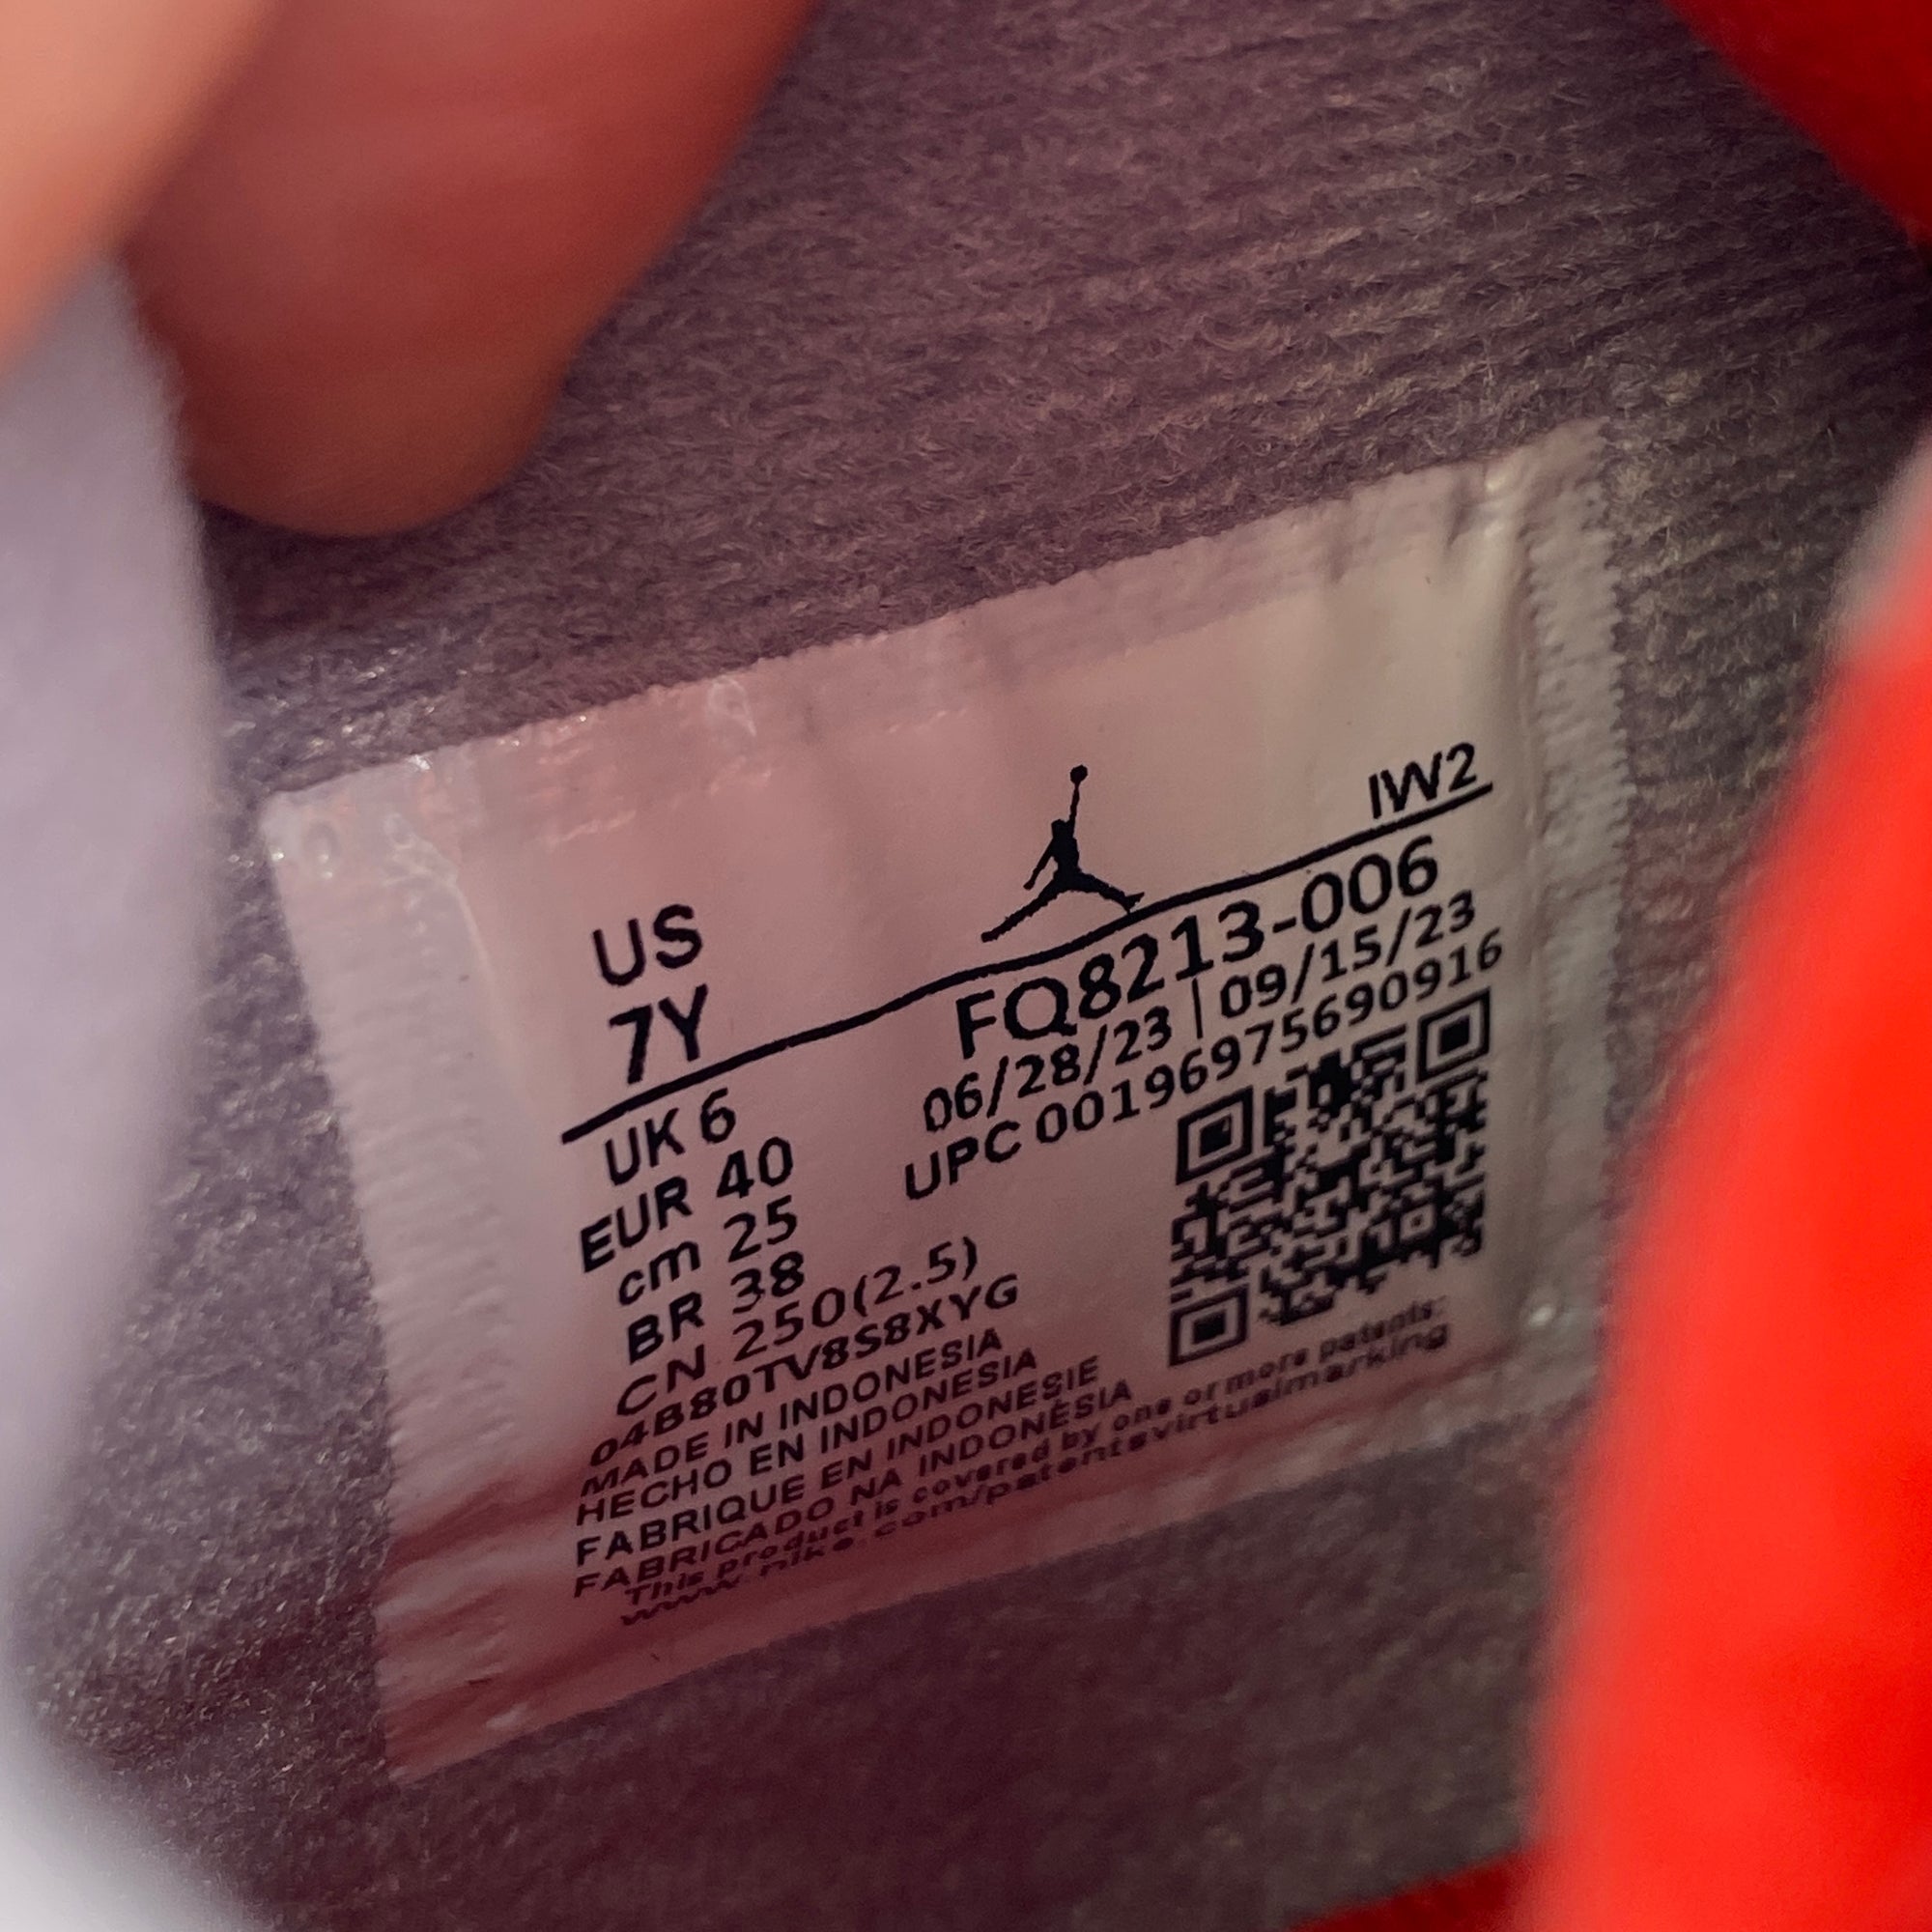 US
7Y
IW2
UK 6
EUR 40
cm 25
BR 38
CN 250(2.5)
FQ8213-006
06/28/23 | 09/15/23
UPC 00196975690916
04B80TV8S8XYG
MADE IN INDONESIA
HECHO EN INDONESIA
FABRIQUE EN INDONESIE
FABRICADO NA INDONÈSIA
This product is covered by one or more patents:
www.nike.com/patentsvirtualmarking